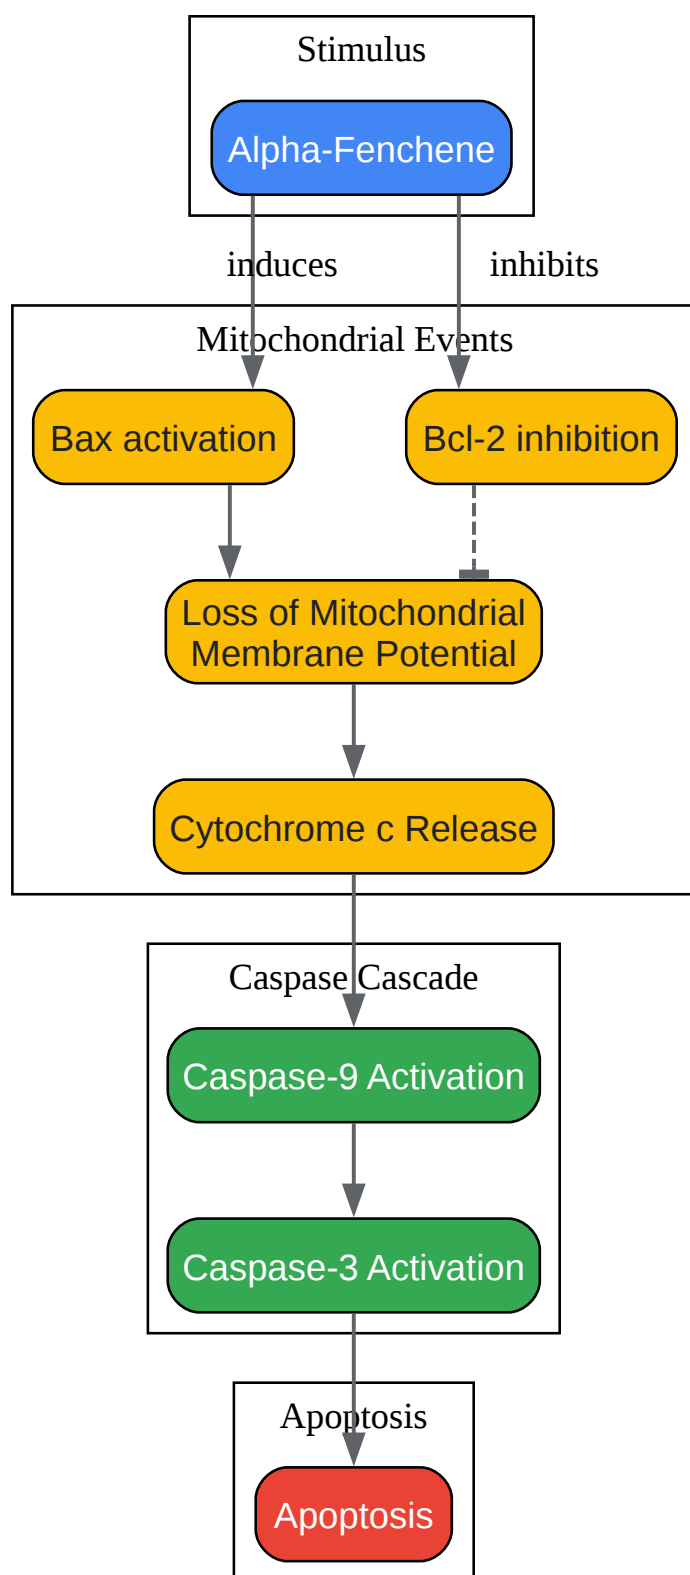 Stimulus
Alpha-Fenchene
induces
inhibits
Mitochondrial Events
Bax activation
Bcl-2 inhibition
Loss of Mitochondrial
Membrane Potential
Cytochrome c Release
Caspase Cascade
Caspase-9 Activation
Caspase-3 Activation
Apoptosis
Apoptosis